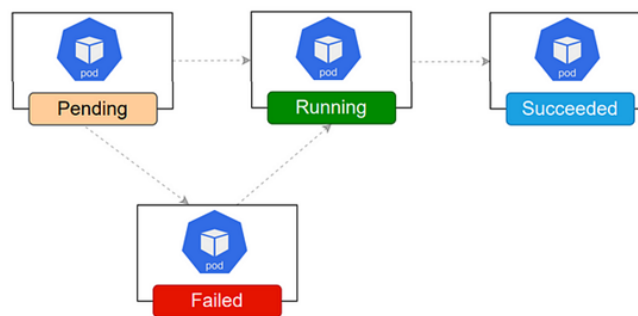 pod
Pending
pod
Running
pod
Succeeded
pod
Failed